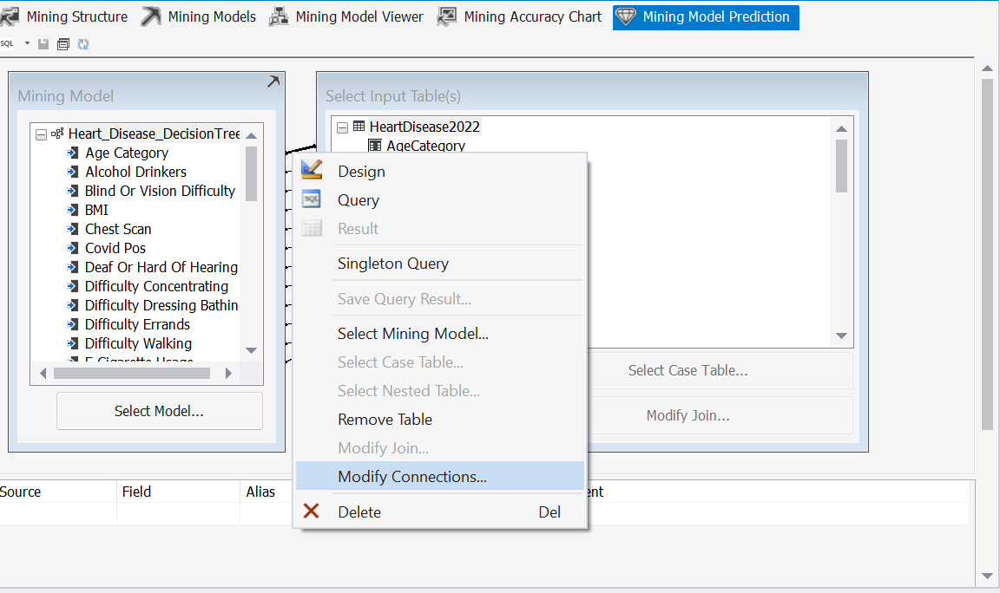 Mining Structure
Mining Models
Mining Model Viewer
Mining Accuracy Chart
Mining Model Prediction
SQL
Mining Model
Heart_Disease_DecisionTree
Age Category
Alcohol Drinkers
Blind Or Vision Difficulty
BMI
Chest Scan
Covid Pos
Deaf Or Hard Of Hearing
Difficulty Concentrating
Difficulty Dressing Bathin
Difficulty Errands
Difficulty Walking
E Cigarette Usage
Select Model...
Select Input Table(s)
HeartDisease2022
AgeCategory
Select Case Table...
Modify Join...
Design
SQL
Query
Result
Singleton Query
Save Query Result...
Select Mining Model...
Select Case Table...
Select Nested Table...
Remove Table
Modify Join...
Modify Connections...
Delete Del
Source Field Alias ent